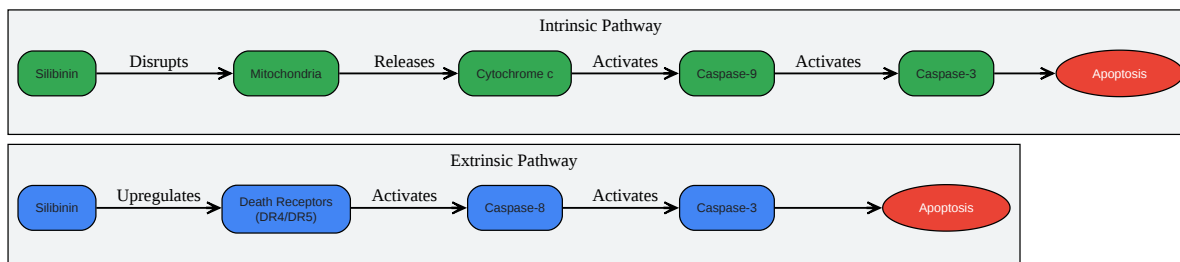 Intrinsic Pathway
Silibinin
Disrupts
Mitochondria
Releases
Cytochrome c
Activates
Caspase-9
Activates
Caspase-3
Apoptosis
Extrinsic Pathway
Silibinin
Upregulates
Death Receptors
(DR4/DR5)
Activates
Caspase-8
Activates
Caspase-3
Apoptosis